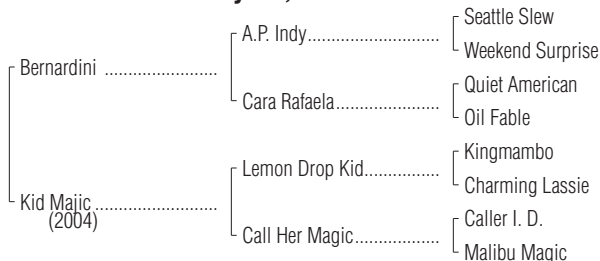 Seattle Slew
A.P. Indy
Weekend Surprise
Bernardini
Quiet American
Cara Rafaela
Oil Fable
Kingmambo
Lemon Drop Kid
Charming Lassie
Kid Majic
(2004)
Caller I. D.
Call Her Magic
Malibu Magic